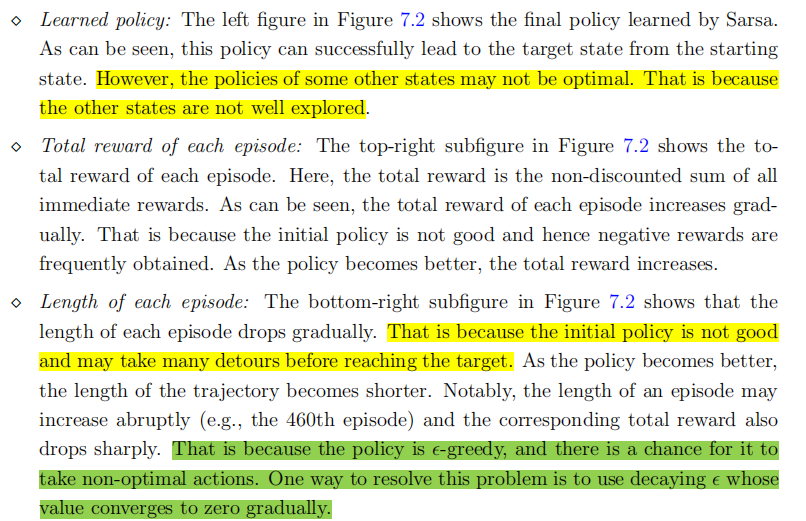 ⋄ Learned policy: The left figure in Figure 7.2 shows the final policy learned by Sarsa.
As can be seen, this policy can successfully lead to the target state from the starting
state. However, the policies of some other states may not be optimal. That is because
the other states are not well explored.
⋄ Total reward of each episode: The top-right subfigure in Figure 7.2 shows the to-
tal reward of each episode. Here, the total reward is the non-discounted sum of all
immediate rewards. As can be seen, the total reward of each episode increases grad-
ually. That is because the initial policy is not good and hence negative rewards are
frequently obtained. As the policy becomes better, the total reward increases.
⋄ Length of each episode: The bottom-right subfigure in Figure 7.2 shows that the
length of each episode drops gradually. That is because the initial policy is not good
and may take many detours before reaching the target. As the policy becomes better,
the length of the trajectory becomes shorter. Notably, the length of an episode may
increase abruptly (e.g., the 460th episode) and the corresponding total reward also
drops sharply. That is because the policy is ϵ-greedy, and there is a chance for it to
take non-optimal actions. One way to resolve this problem is to use decaying ϵ whose
value converges to zero gradually.